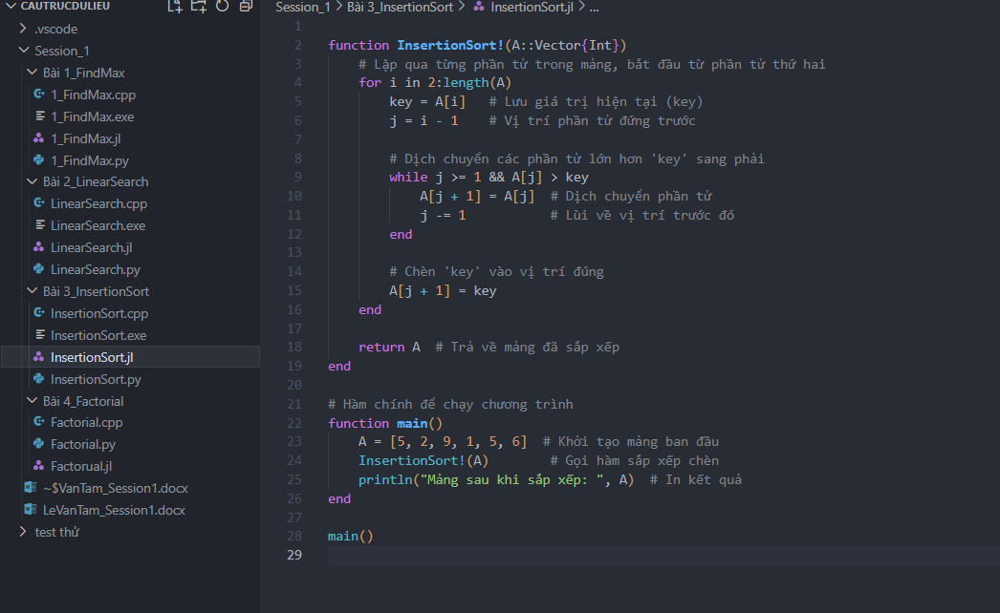 CAUTRUCDULIEU
.vscode
Session_1
Bài 1_FindMax
1_FindMax.cpp
1_FindMax.exe
1_FindMax.jl
1_FindMax.py
Bài 2_LinearSearch
LinearSearch.cpp
LinearSearch.exe
LinearSearch.jl
LinearSearch.py
Bài 3_InsertionSort
InsertionSort.cpp
InsertionSort.exe
InsertionSort.jl
InsertionSort.py
Bài 4_Factorial
Factorial.cpp
Factorial.py
Factorual.jl
~$VanTam_Session1.docx
LeVanTam_Session1.docx
test thử
Session_1 > Bài 3_InsertionSort > InsertionSort.jl > ...
1
2 function InsertionSort!(A::Vector{Int})
3     # Lặp qua từng phần tử trong mảng, bắt đầu từ phần tử thứ hai
4     for i in 2:length(A)
5         key = A[i]   # Lưu giá trị hiện tại (key)
6         j = i - 1    # Vị trí phần tử đứng trước
7
8         # Dịch chuyển các phần tử lớn hơn 'key' sang phải
9         while j >= 1 && A[j] > key
10             A[j + 1] = A[j]  # Dịch chuyển phần tử
11             j -= 1           # Lùi về vị trí trước đó
12         end
13
14         # Chèn 'key' vào vị trí đúng
15         A[j + 1] = key
16     end
17
18     return A  # Trả về mảng đã sắp xếp
19 end
20
21 # Hàm chính để chạy chương trình
22 function main()
23     A = [5, 2, 9, 1, 5, 6]  # Khởi tạo mảng ban đầu
24     InsertionSort!(A)        # Gọi hàm sắp xếp chèn
25     println("Mảng sau khi sắp xếp: ", A)  # In kết quả
26 end
27
28 main()
29